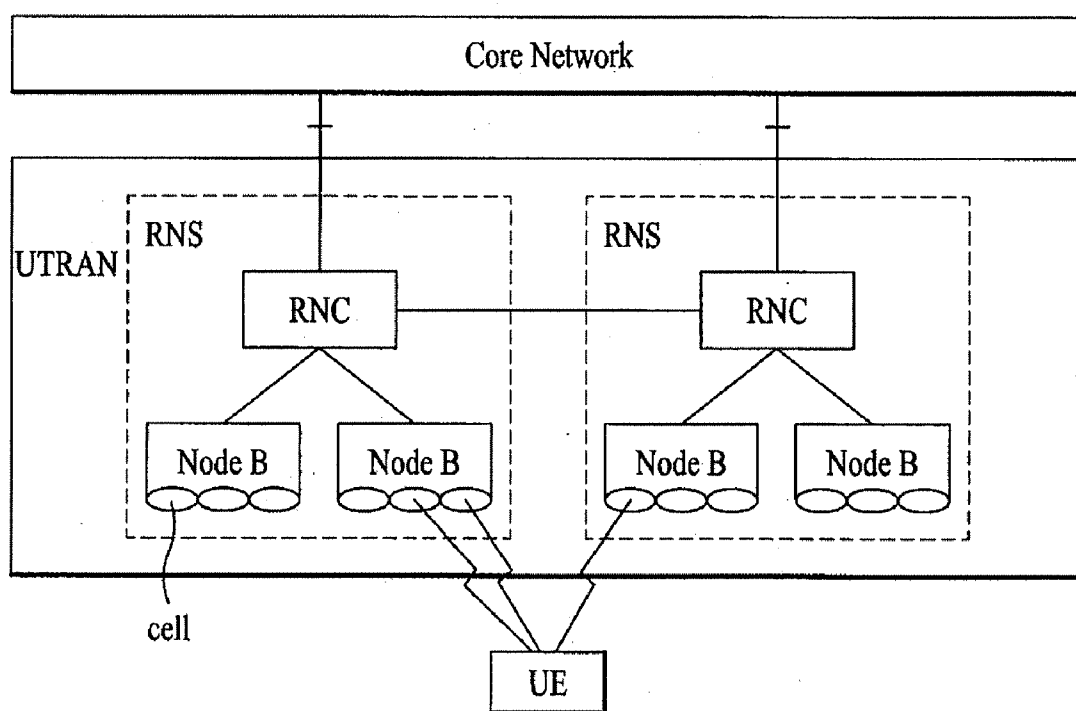 Core Network
RNS
RNS
UTRAN
RNC
RNC
Node B
Node B
Node B
Node B
cell
UE